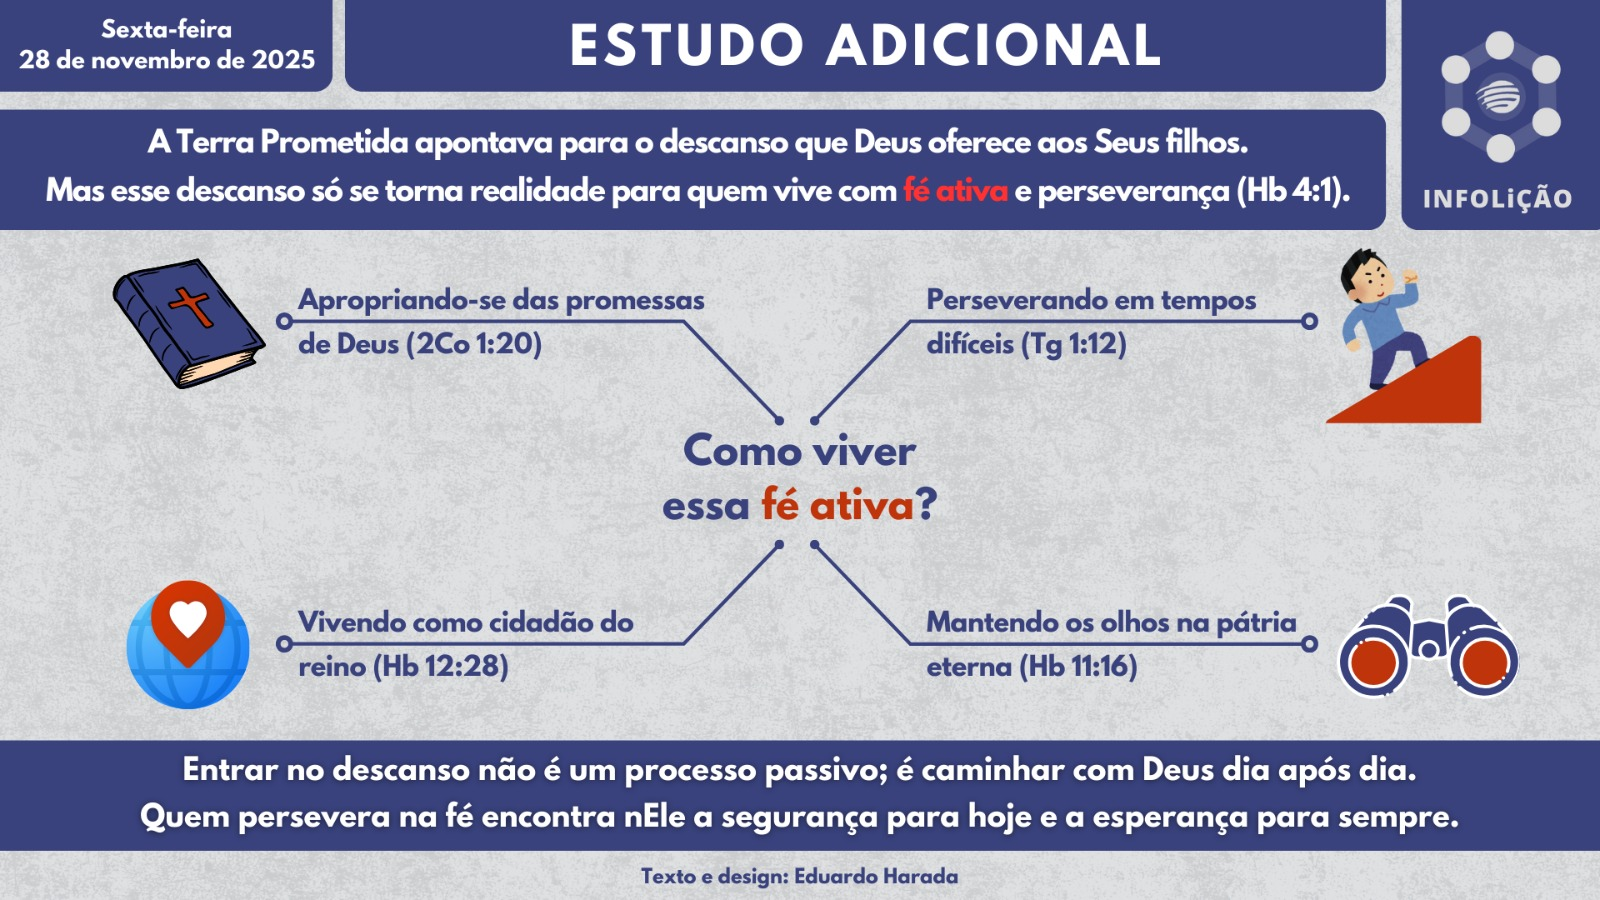 Sexta-feira
28 de novembro de 2025
ESTUDO ADICIONAL
A Terra Prometida apontava para o descanso que Deus oferece aos Seus filhos.
Mas esse descanso só se torna realidade para quem vive com fé ativa e perseverança (Hb 4:1).
INFOLiÇÃO
Apropriando-se das promessas
de Deus (2Co 1:20)
Perseverando em tempos
difíceis (Tg 1:12)
Como viver
essa fé ativa?
Vivendo como cidadão do
reino (Hb 12:28)
Mantendo os olhos na pátria
eterna (Hb 11:16)
Entrar no descanso não é um processo passivo; é caminhar com Deus dia após dia.
Quem persevera na fé encontra nEle a segurança para hoje e a esperança para sempre.
Texto e design: Eduardo Harada